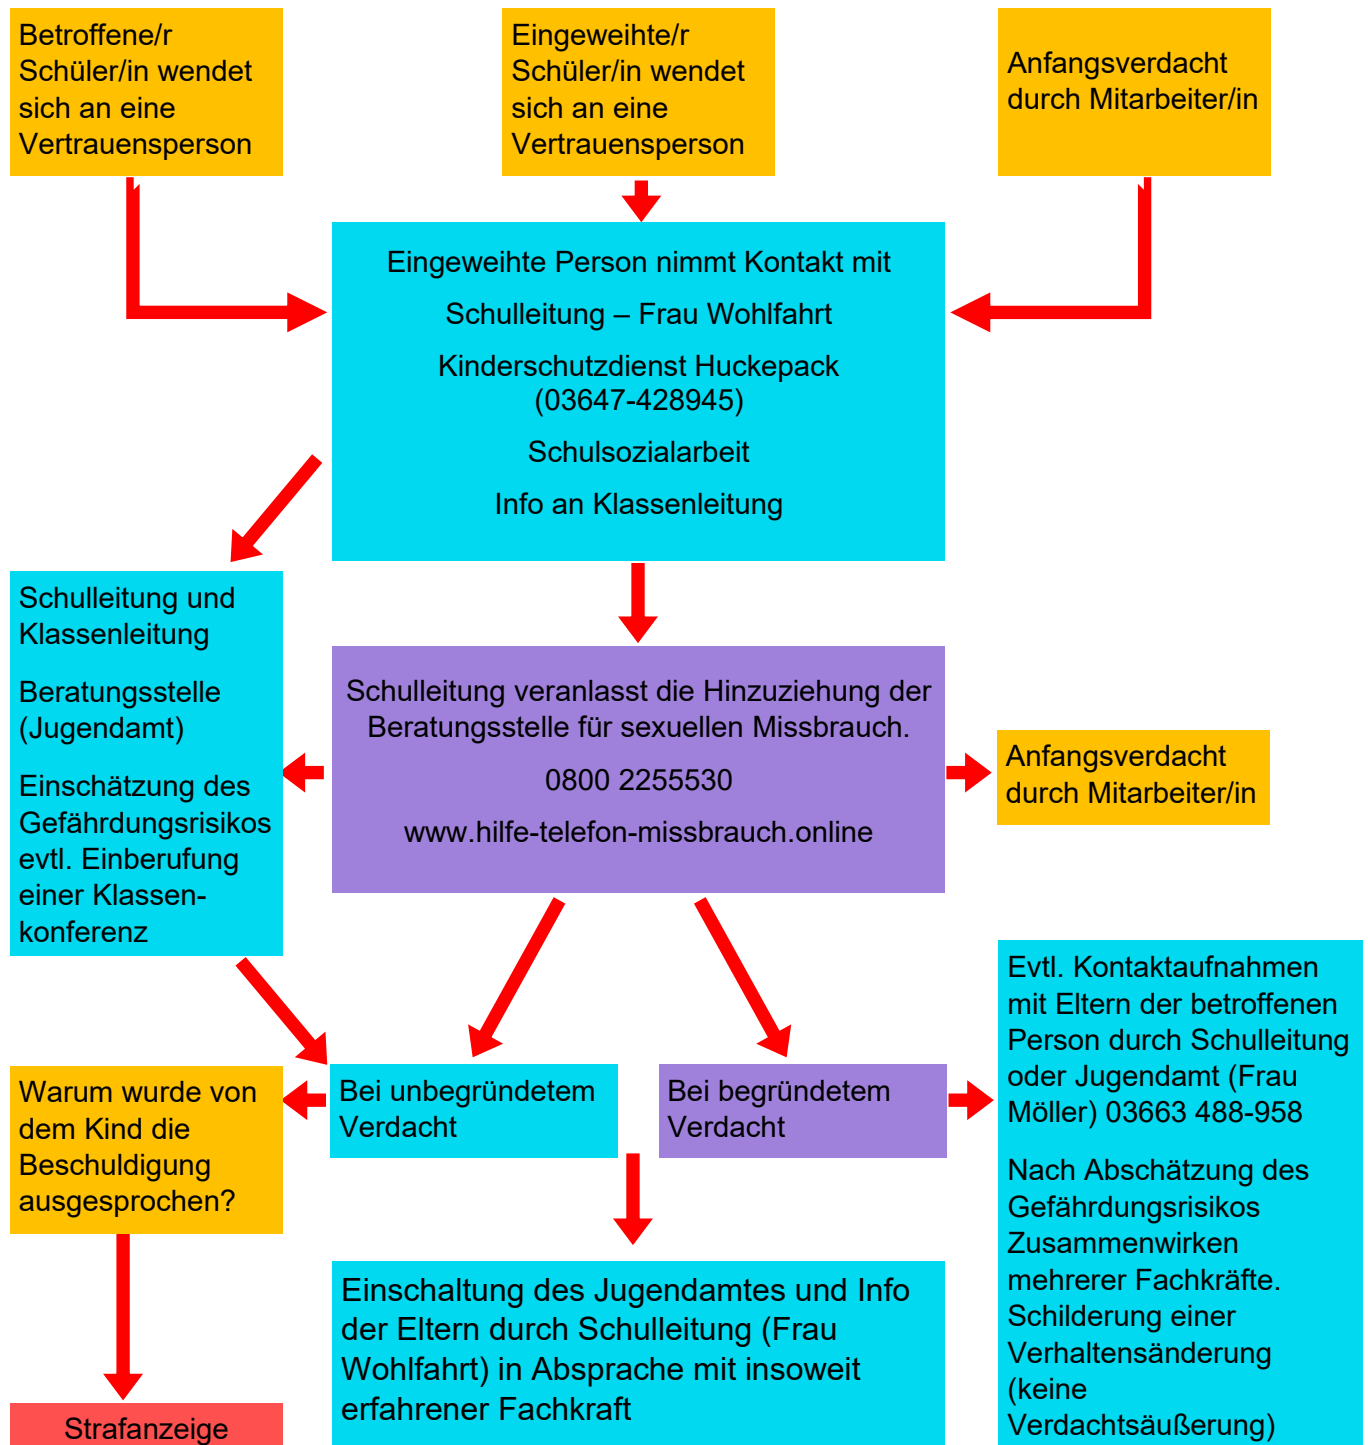 Betroffene/r
Schüler/in wendet
sich an eine
Vertrauensperson
Eingeweihte/r
Schüler/in wendet
sich an eine
Vertrauensperson
Anfangsverdacht
durch Mitarbeiter/in
Eingeweihte Person nimmt Kontakt mit
Schulleitung – Frau Wohlfahrt
Kinderschutzdienst Huckepack
(03647-428945)
Schulsozialarbeit
Info an Klassenleitung
Schulleitung und
Klassenleitung
Beratungsstelle
(Jugendamt)
Einschätzung des
Gefährdungsrisikos
evtl. Einberufung
einer Klassen-
konferenz
Schulleitung veranlasst die Hinzuziehung der
Beratungsstelle für sexuellen Missbrauch.
0800 2255530
www.hilfe-telefon-missbrauch.online
Anfangsverdacht
durch Mitarbeiter/in
Warum wurde von
dem Kind die
Beschuldigung
ausgesprochen?
Bei unbegründetem
Verdacht
Bei begründetem
Verdacht
Evtl. Kontaktaufnahmen
mit Eltern der betroffenen
Person durch Schulleitung
oder Jugendamt (Frau
Möller) 03663 488-958
Nach Abschätzung des
Gefährdungsrisikos
Zusammenwirken
mehrerer Fachkräfte.
Schilderung einer
Verhaltensänderung
(keine
Verdachtsäußerung)
Einschaltung des Jugendamtes und Info
der Eltern durch Schulleitung (Frau
Wohlfahrt) in Absprache mit insoweit
erfahrener Fachkraft
Strafanzeige